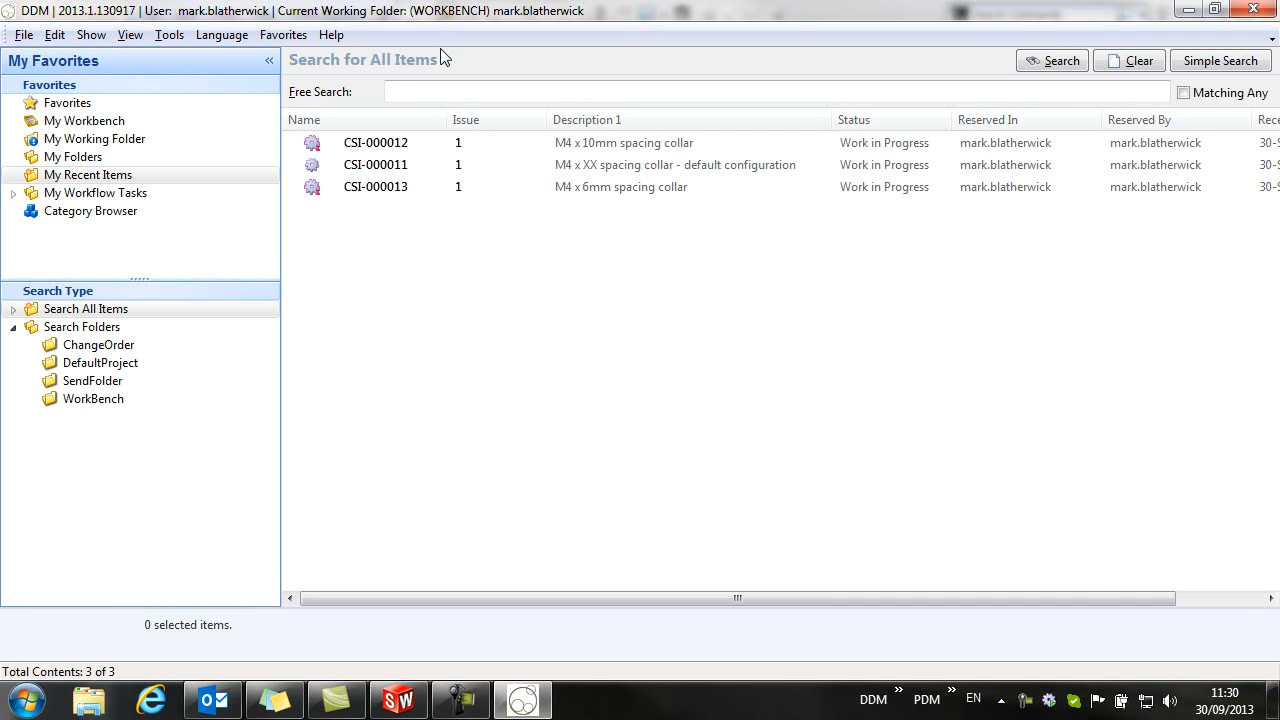 DDM | 2013.1.130917 | User: mark.blatherwick | Current Working Folder: (WORKBENCH) mark.blatherwick
File Edit Show View Tools Language Favorites Help
My Favorites «
Favorites
Favorites
My Workbench
My Working Folder
My Folders
My Recent Items
My Workflow Tasks
Category Browser
Search Type
Search All Items
Search Folders
ChangeOrder
DefaultProject
SendFolder
WorkBench
Search for All Items
Search Clear Simple Search
Free Search: Matching Any
Name Issue Description 1 Status Reserved In Reserved By Rece
CSI-000012 1 M4 x 10mm spacing collar Work in Progress mark.blatherwick mark.blatherwick 30-S
CSI-000011 1 M4 x XX spacing collar - default configuration Work in Progress mark.blatherwick mark.blatherwick 30-S
CSI-000013 1 M4 x 6mm spacing collar Work in Progress mark.blatherwick mark.blatherwick 30-S
0 selected items.
Total Contents: 3 of 3
SW DDM » PDM » EN 11:30
30/09/2013